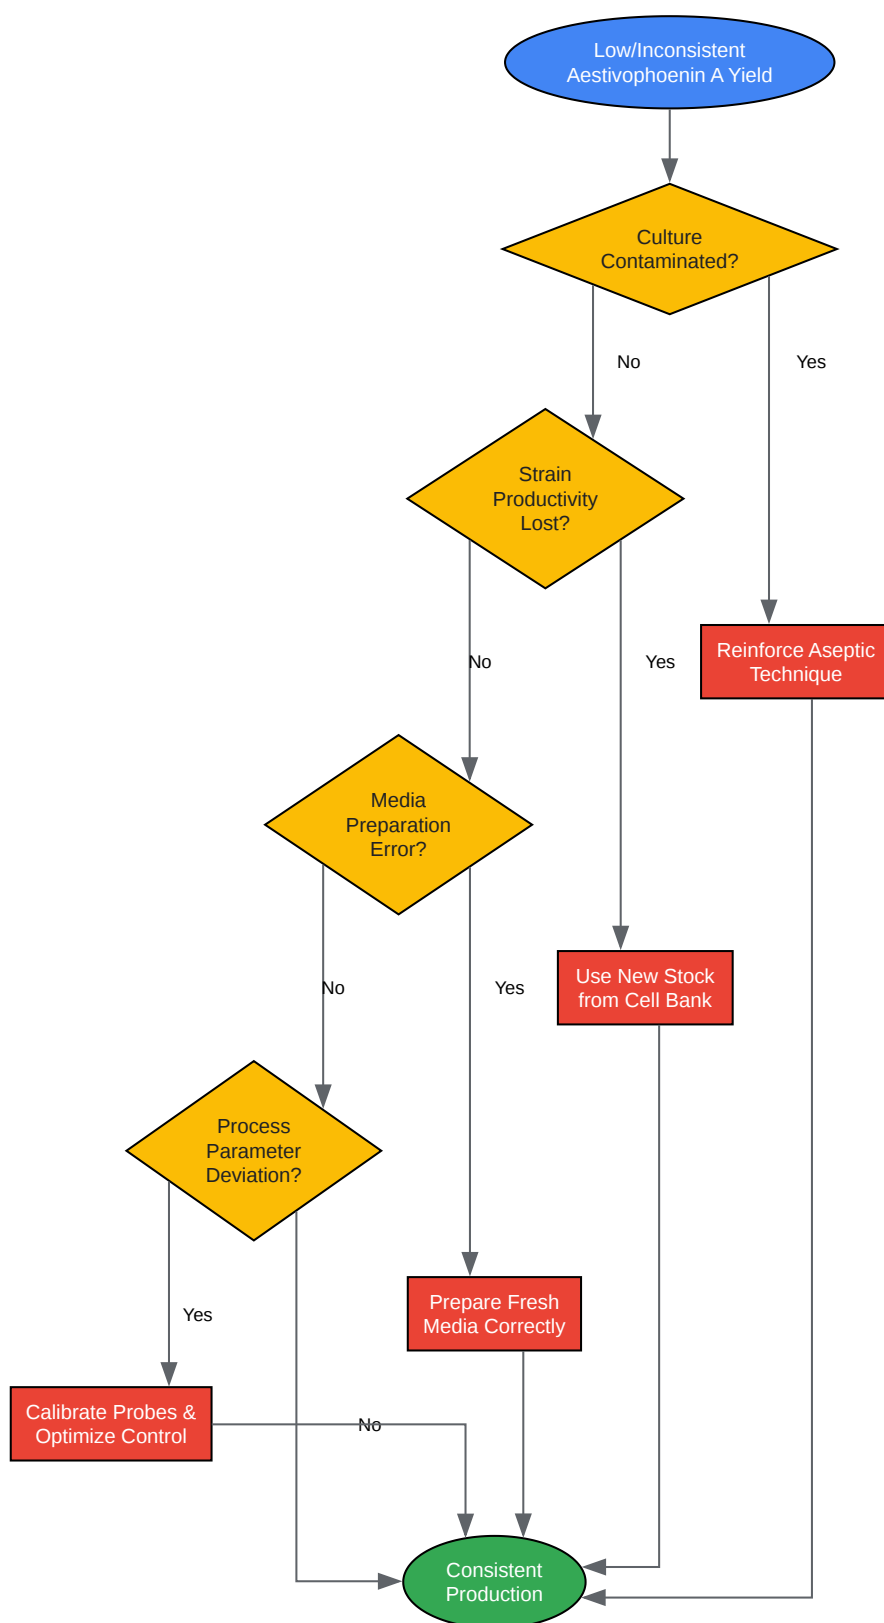 Low/Inconsistent
Aestivophoenin A Yield
Culture
Contaminated?
No
Yes
Strain
Productivity
Lost?
Reinforce Aseptic
Technique
No
Yes
Media
Preparation
Error?
Use New Stock
from Cell Bank
No
Yes
Process
Parameter
Deviation?
Prepare Fresh
Media Correctly
Yes
Calibrate Probes &
Optimize Control
No
Consistent
Production